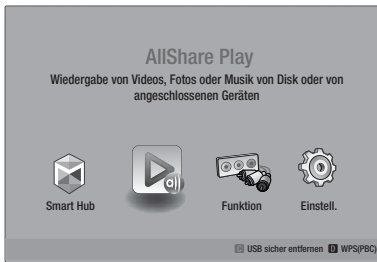 AllShare Play
Wiedergabe von Videos, Fotos oder Musik von Disk oder von
angeschlossenen Geräten
Smart Hub
Funktion
Einstell.
C USB sicher entfernen D WPS(PBC)